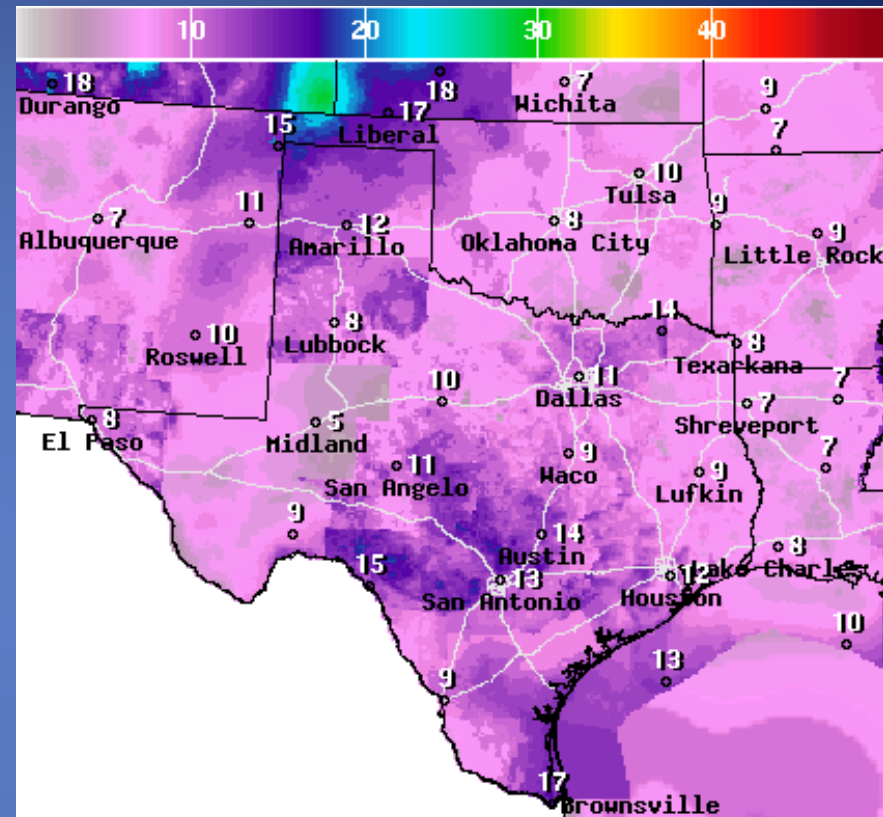 10 20 30 40
18 18 7 9
Durango 17 Wichita
Liberal
15 7
10
Tulsa
7 11 12 8 9 9
Albuquerque Amarillo Oklahoma City Little Rock
10 8 14 8
Roswell Lubbock Texarkana
10 11 7 7
Dallas
8 5 Shreveport
El Paso Midland
11 9 9 7
San Angelo Waco Lufkin
9 14 8
Austin Lake Charles
15 13 12
San Antonio Houston
10
9 13
17
Brownsville